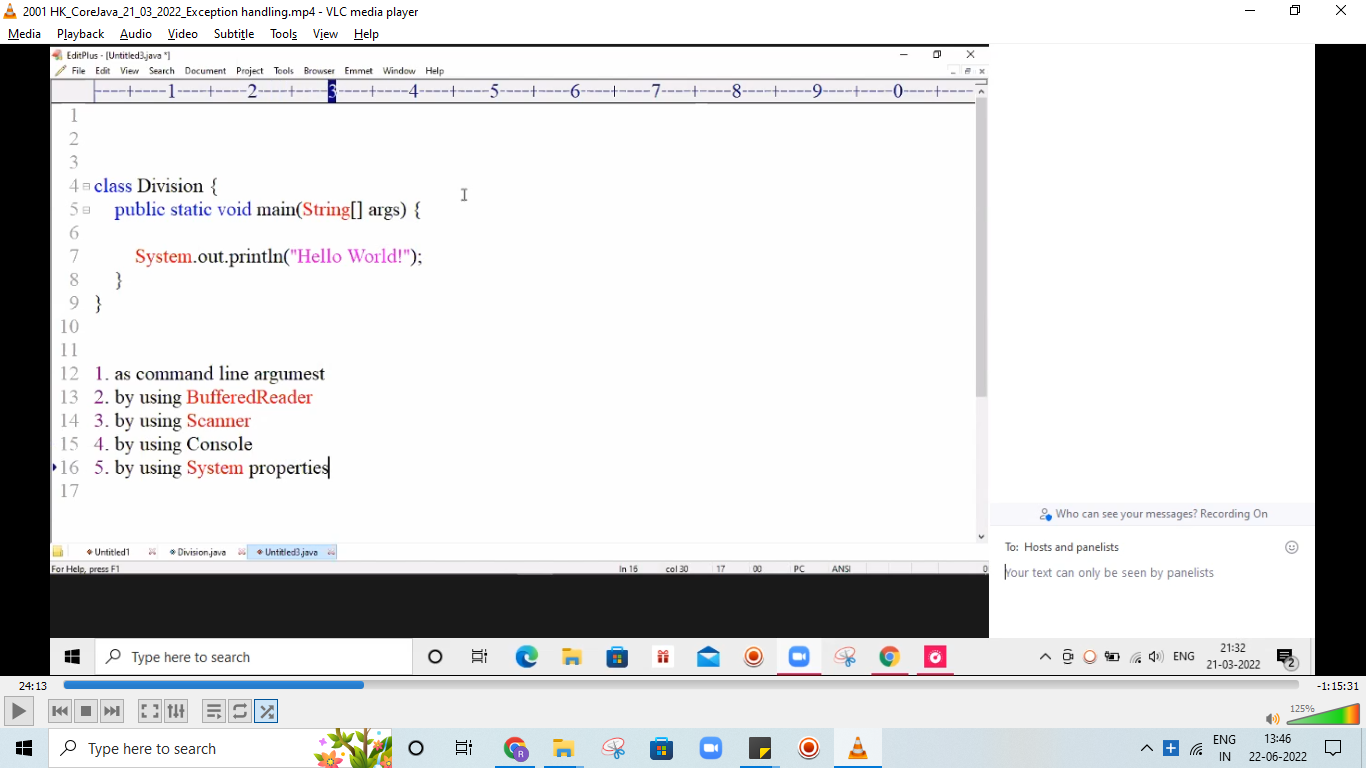 2001 HK_CoreJava_21_03_2022_Exception handling.mp4 - VLC media player
Media Playback Audio Video Subtitle Tools View Help
EditPlus - [Untitled3.java *]
File Edit View Search Document Project Tools Browser Emmet Window Help
----+----1----+----2----+----3----+----4----+----5----+----6----+----7----+----8----+----9----+----0----+----
1
2
3
4 class Division {
5 public static void main(String[] args) {
6
7 System.out.println("Hello World!");
8 }
9 }
10
11
12 1. as command line argumest
13 2. by using BufferedReader
14 3. by using Scanner
15 4. by using Console
16 5. by using System properties
17
Who can see your messages? Recording On
To: Hosts and panelists
Your text can only be seen by panelists
Untitled1 Division.java Untitled3.java
For Help, press F1 ln 16 col 30 17 00 PC ANSI 0
Type here to search ENG 21:32 21-03-2022 2
24:13 -1:15:31
125%
Type here to search ENG IN 13:46 22-06-2022